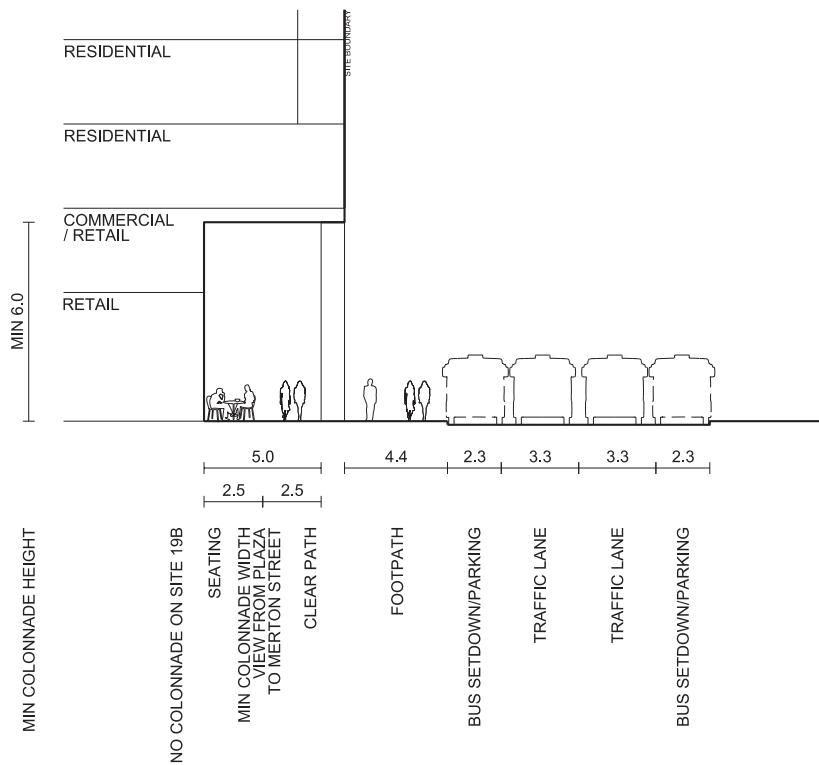 RESIDENTIAL
SITE BOUNDARY
RESIDENTIAL
COMMERCIAL
/ RETAIL
RETAIL
MIN 6.0
5.0
4.4
2.3
3.3
3.3
2.3
2.5
2.5
MIN COLONNADE HEIGHT
NO COLONNADE ON SITE 19B
SEATING
MIN COLONNADE WIDTH
VIEW FROM PLAZA
TO MERTON STREET
CLEAR PATH
FOOTPATH
BUS SETDOWN/PARKING
TRAFFIC LANE
TRAFFIC LANE
BUS SETDOWN/PARKING